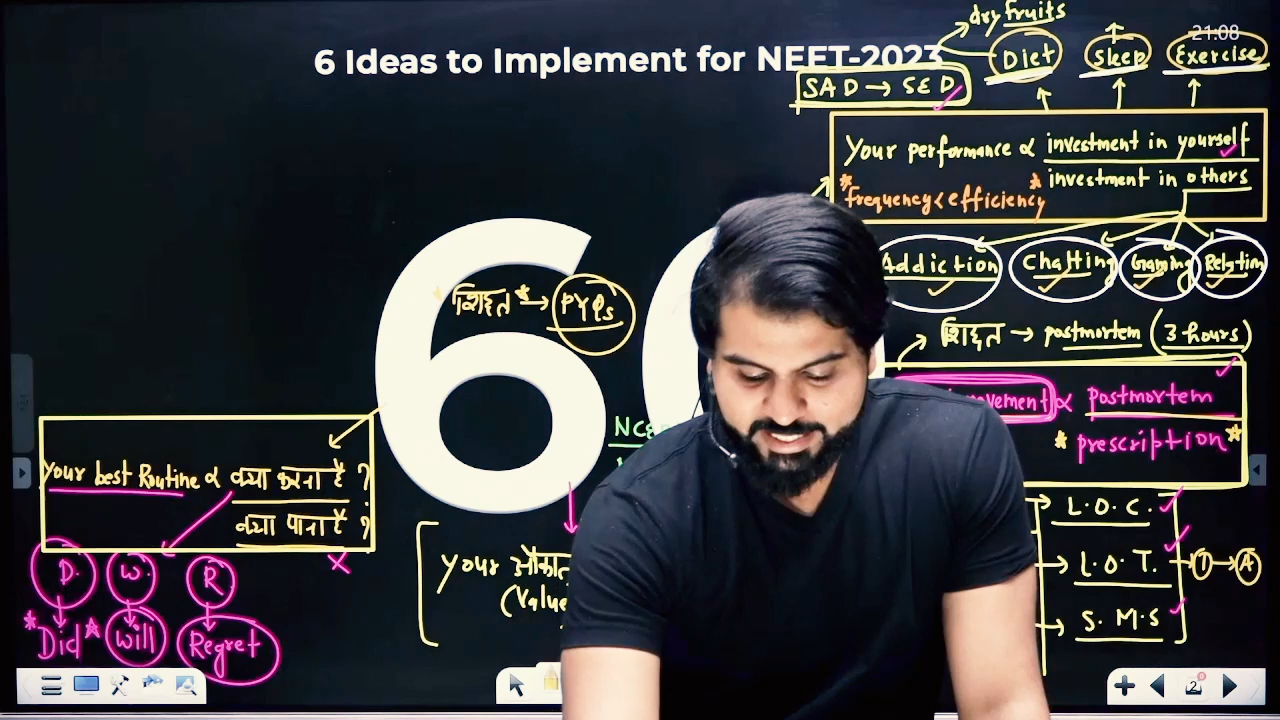 dry fruits
21:08
6 Ideas to Implement for NEET-2023
Diet Sleep Exercise
SAD → SED
Your performance ∝ investment in yourself
investment in others
*frequency ∝ efficiency*
Addiction Chatting Gaming Relation
6
*शिद्दत* → PYQs
शिद्दत → postmortem (3 hours)
∝ postmortem
*prescription*
Your best Routine ∝ क्या करना है ?
क्या पाना है ?
L.O.C.
L.O.T. → T → A
S.M.S
D. W. R
*Did* Will Regret
Your औकात
(Value
2